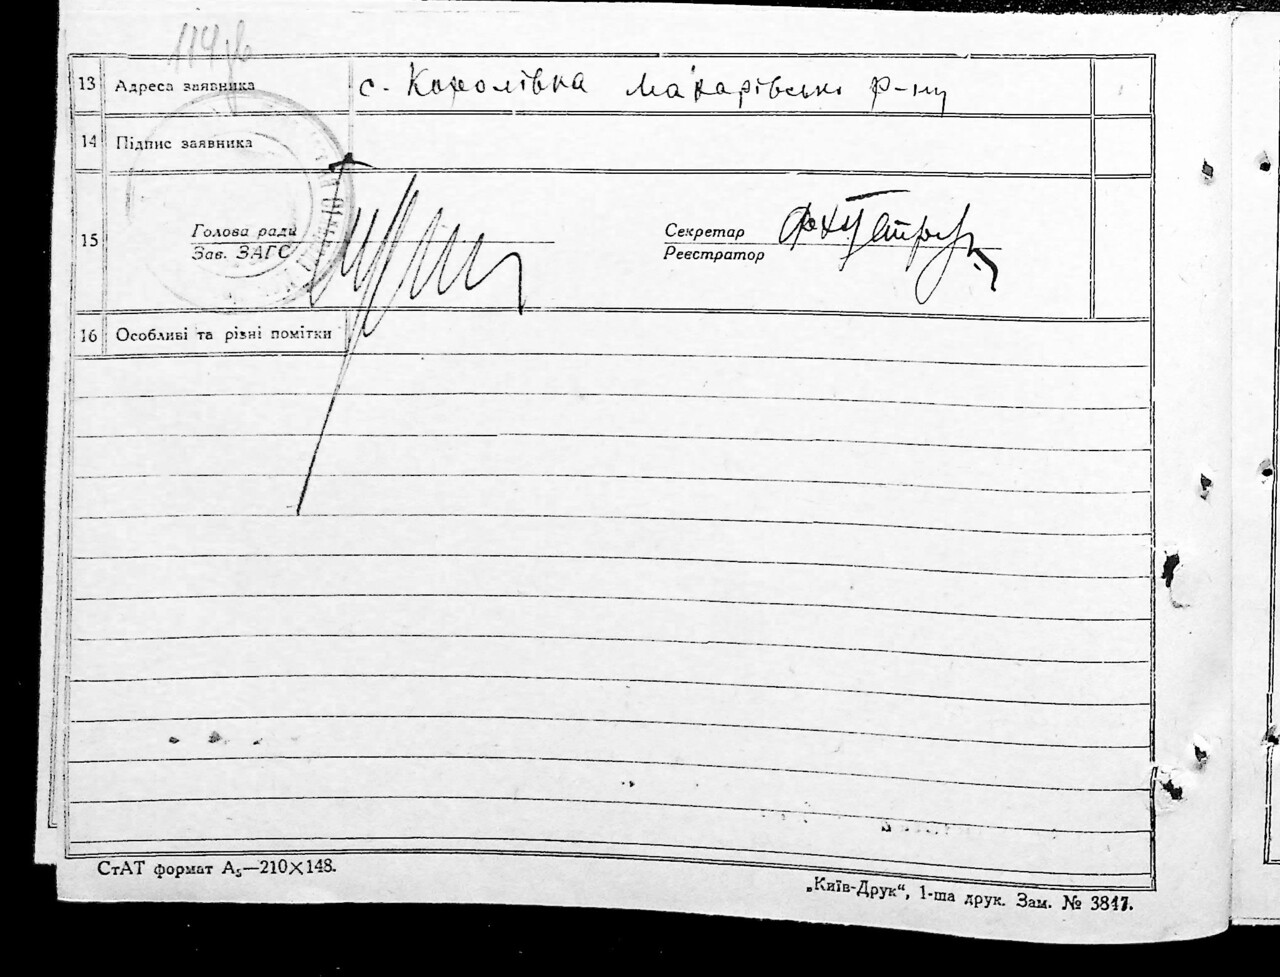 114 зв
13 Адреса заявника с. Королівка Макарівські р-ну
14 Підпис заявника
15 Голова ради Секретар
Зав. ЗАГС Реєстратор
16 Особливі та різні помітки
СтАТ формат А₅—210×148.
„Київ-Друк“, 1-ша друк. Зам. № 3847.